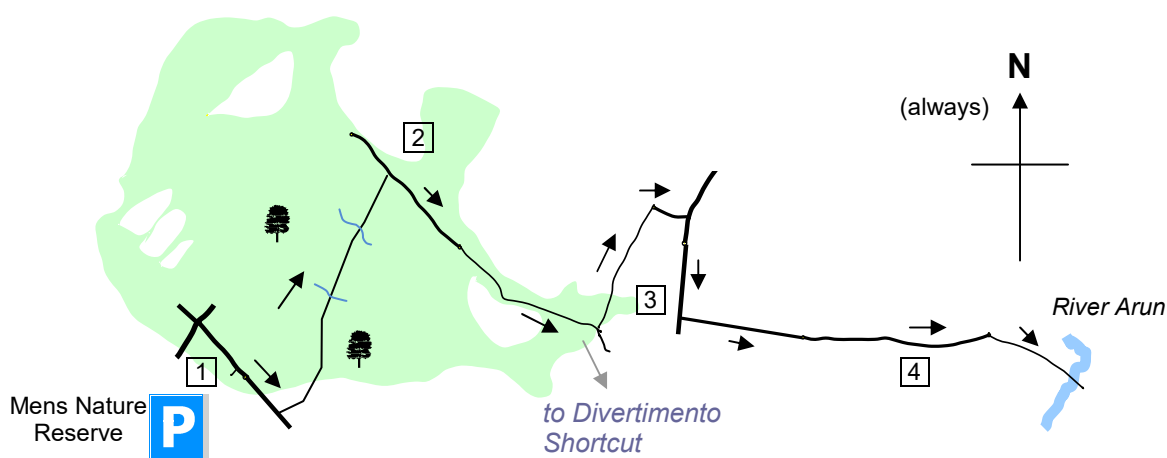 N
(always)
2
3
River Arun
1
4
Mens Nature
Reserve
P
to Divertimento
Shortcut